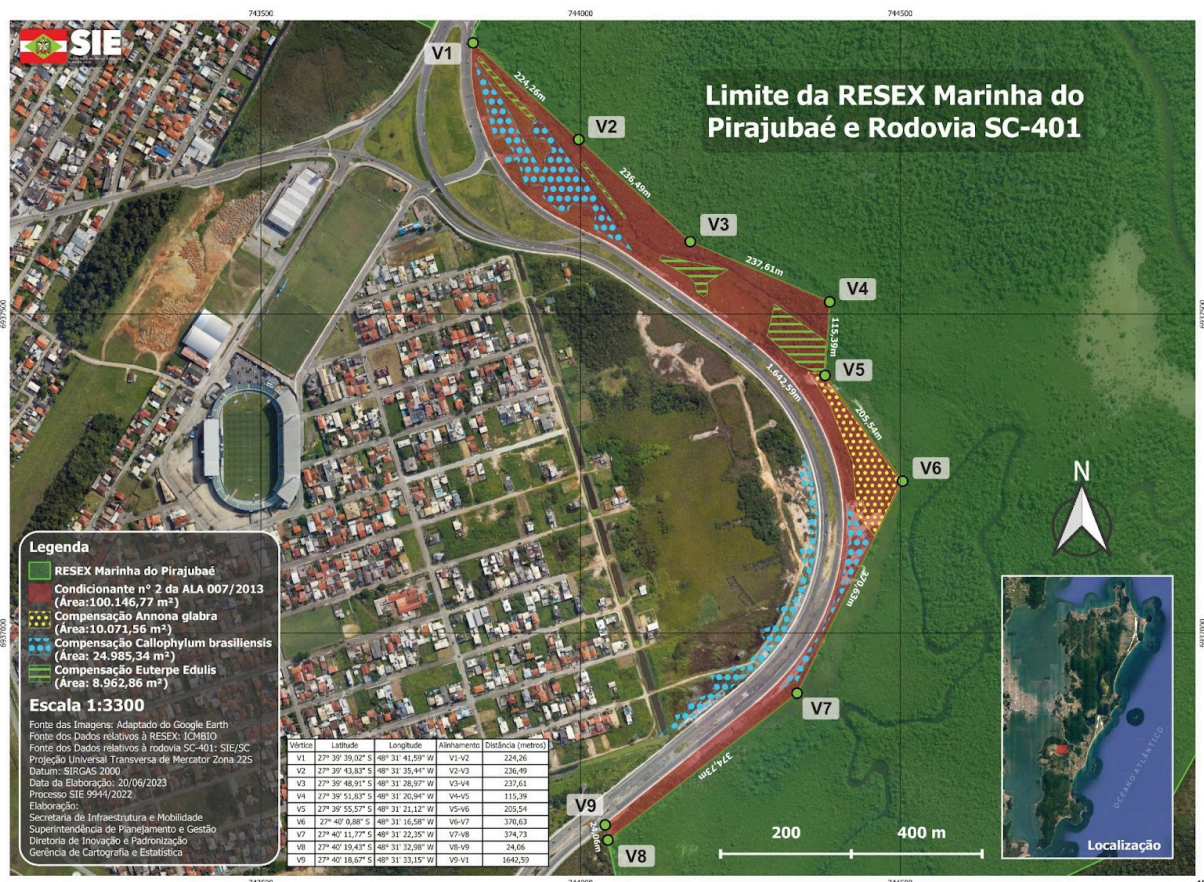 743500
744000
744500
SIE
Limite da RESEX Marinha do
Pirajubaé e Rodovia SC-401
V1
224,26m
V2
236,49m
V3
237,61m
V4
115,39m
V5
1.642,59m
205,54m
V6
370,63m
V7
374,73m
V9
24,06m
V8
6937500
6937500
6937000
N
Legenda
RESEX Marinha do Pirajubaé
Condicionante n° 2 da ALA 007/2013
(Área:100.146,77 m²)
Compensação Annona glabra
(Área:10.071,56 m²)
Compensação Callophylum brasiliensis
(Área: 24.985,34 m²)
Compensação Euterpe Edulis
(Área: 8.962,86 m²)
Escala 1:3300
Fonte das Imagens: Adaptado do Google Earth
Fonte dos Dados relativos à RESEX: ICMBIO
Fonte dos Dados relativos à rodovia SC-401: SIE/SC
Projeção Universal Transversa de Mercator Zona 22S
Datum: SIRGAS 2000
Data da Elaboração: 20/06/2023
Processo SIE 9944/2022
Elaboração:
Secretaria de Infraestrutura e Mobilidade
Superintendência de Planejamento e Gestão
Diretoria de Inovação e Padronização
Gerência de Cartografia e Estatística
Vértice Latitude Longitude Alinhamento Distância (metros)
V1 27° 39' 39,02" S 48° 31' 41,59" W V1-V2 224,26
V2 27° 39' 43,83" S 48° 31' 35,44" W V2-V3 236,49
V3 27° 39' 48,91" S 48° 31' 28,97" W V3-V4 237,61
V4 27° 39' 51,83" S 48° 31' 20,94" W V4-V5 115,39
V5 27° 39' 55,57" S 48° 31' 21,12" W V5-V6 205,54
V6 27° 40' 0,88" S 48° 31' 16,58" W V6-V7 370,63
V7 27° 40' 11,77" S 48° 31' 22,35" W V7-V8 374,73
V8 27° 40' 19,43" S 48° 31' 32,98" W V8-V9 24,06
V9 27° 40' 18,67" S 48° 31' 33,15" W V9-V1 1642,59
200 400 m
OCEANO ATLÂNTICO
Localização
743500
744000
744500